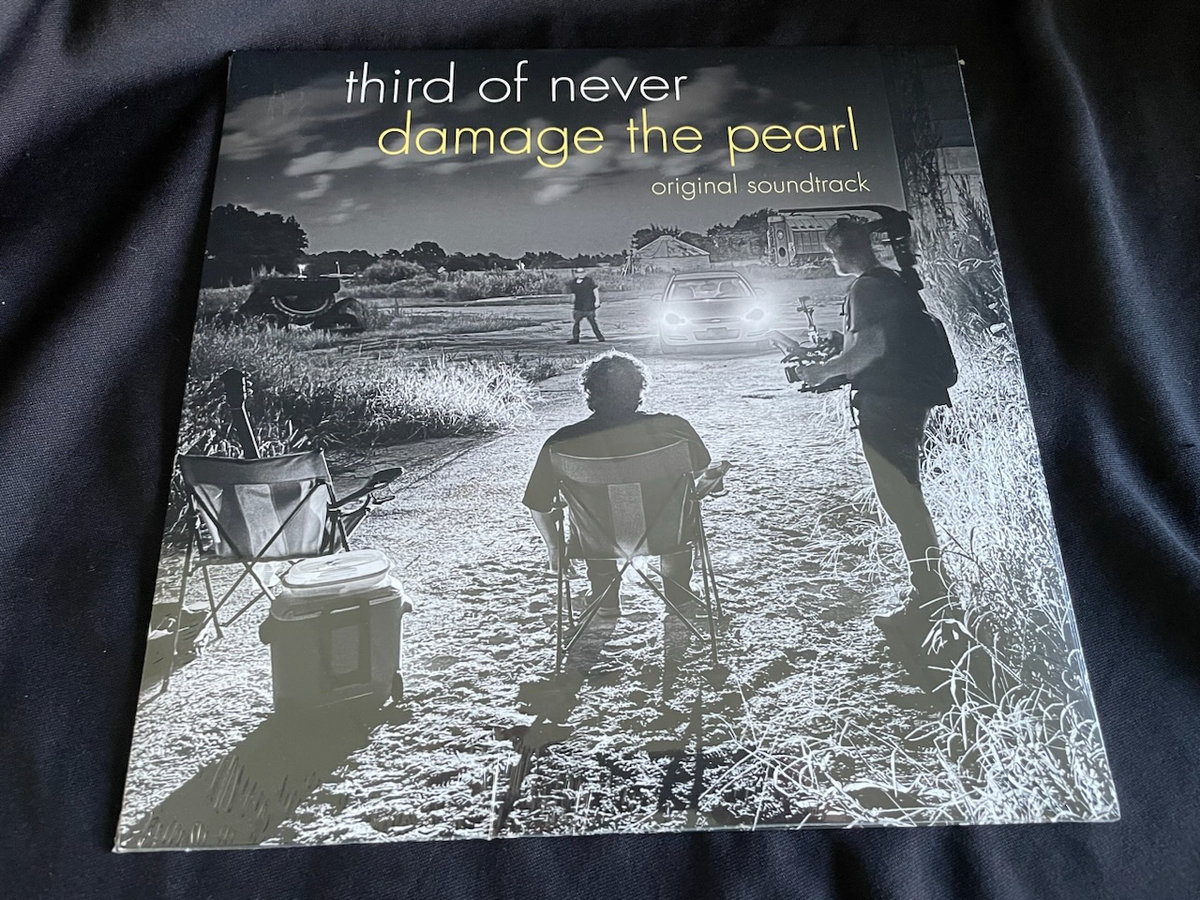 third of never
damage the pearl
original soundtrack